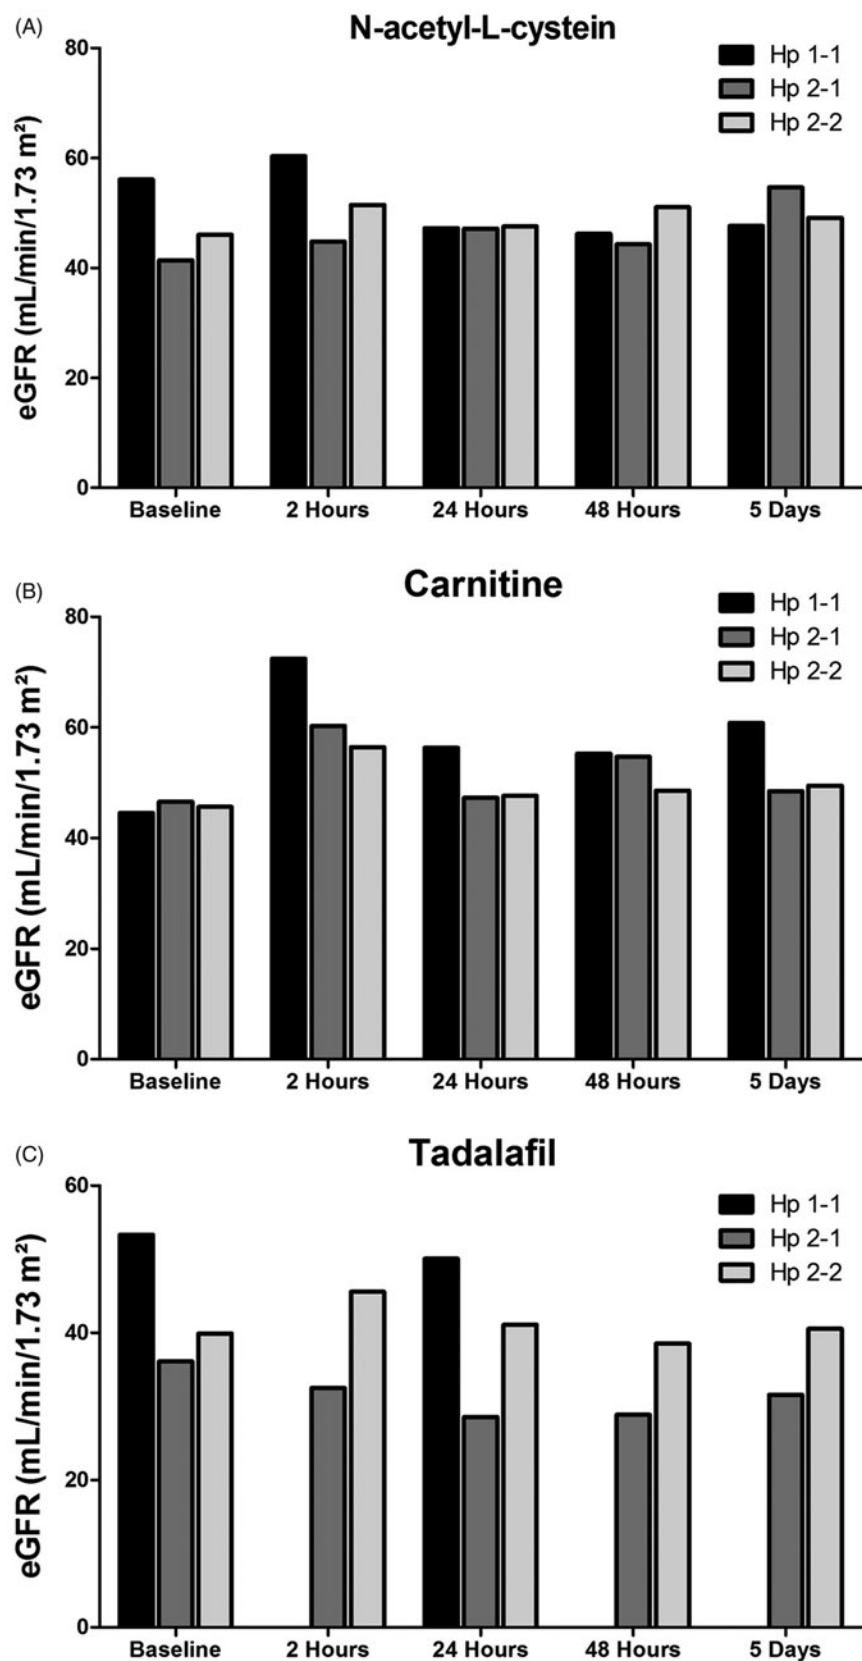 (A)
N-acetyl-L-cystein
Hp 1-1
Hp 2-1
Hp 2-2
eGFR (mL/min/1.73 m²)
80
60
40
20
0
Baseline 2 Hours 24 Hours 48 Hours 5 Days
(B)
Carnitine
Hp 1-1
Hp 2-1
Hp 2-2
eGFR (mL/min/1.73 m²)
80
60
40
20
0
Baseline 2 Hours 24 Hours 48 Hours 5 Days
(C)
Tadalafil
Hp 1-1
Hp 2-1
Hp 2-2
eGFR (mL/min/1.73 m²)
60
40
20
0
Baseline 2 Hours 24 Hours 48 Hours 5 Days